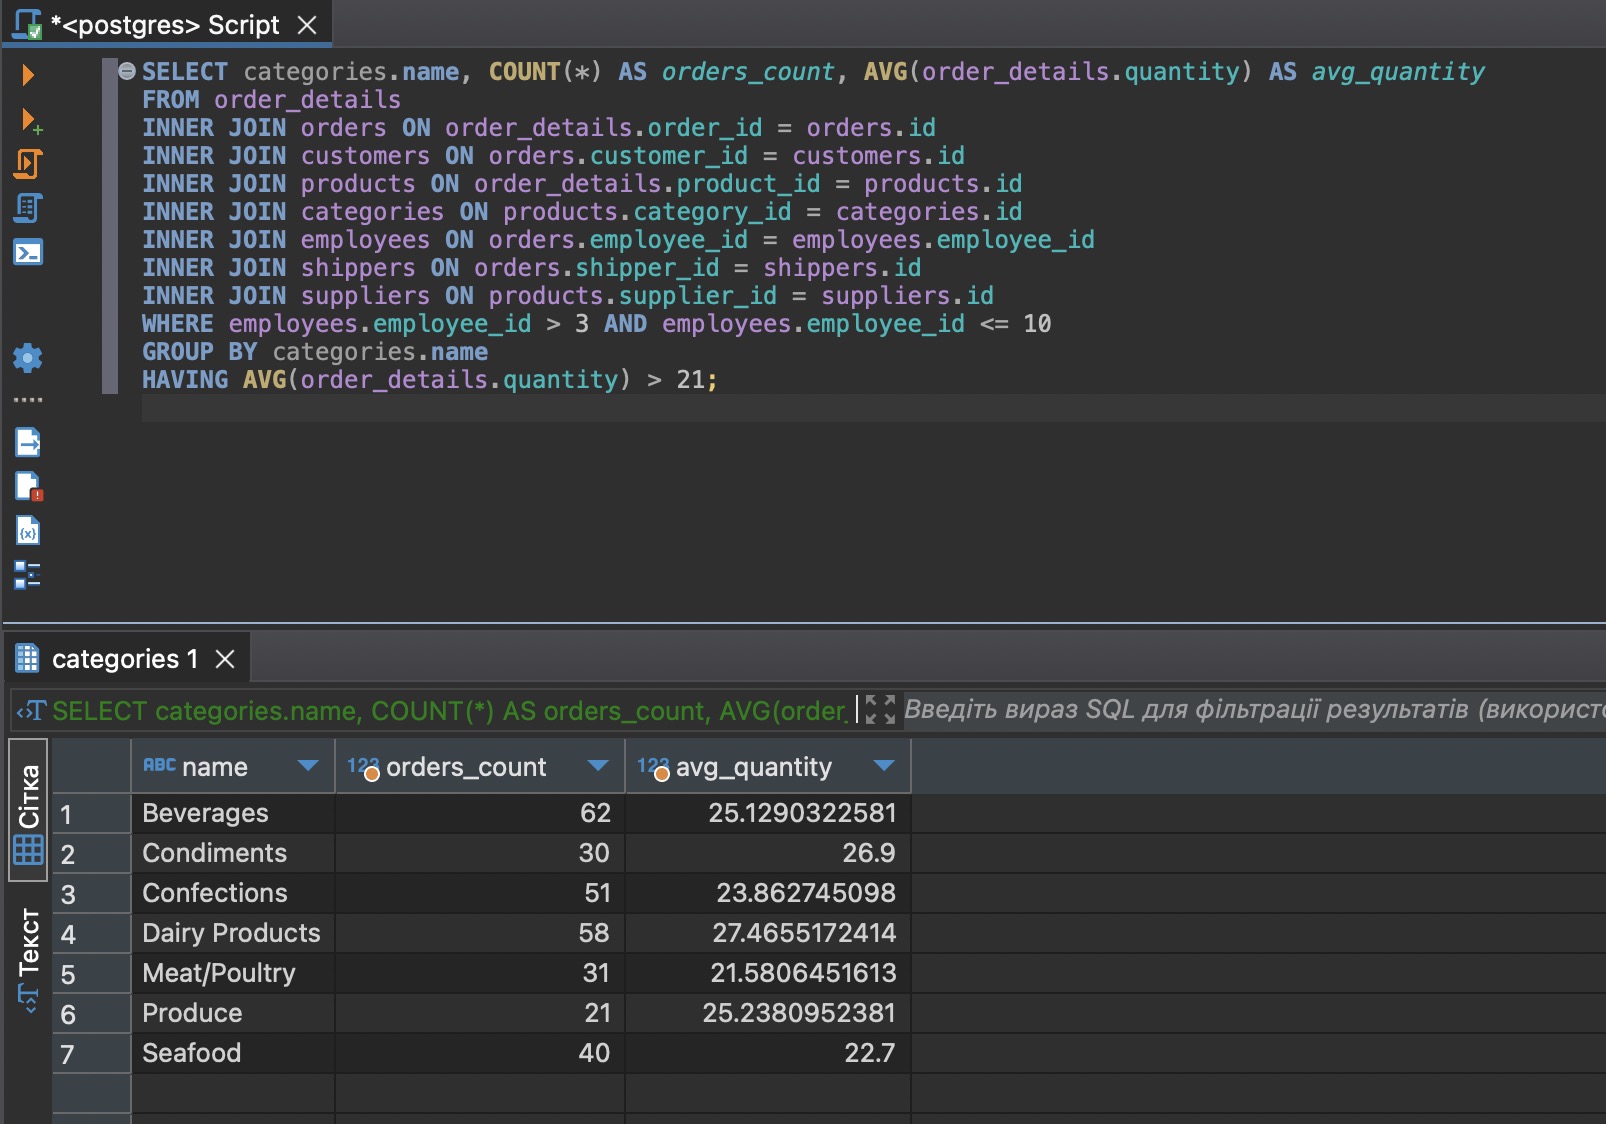 *<postgres> Script
SELECT categories.name, COUNT(*) AS orders_count, AVG(order_details.quantity) AS avg_quantity
FROM order_details
INNER JOIN orders ON order_details.order_id = orders.id
INNER JOIN customers ON orders.customer_id = customers.id
INNER JOIN products ON order_details.product_id = products.id
INNER JOIN categories ON products.category_id = categories.id
INNER JOIN employees ON orders.employee_id = employees.employee_id
INNER JOIN shippers ON orders.shipper_id = shippers.id
INNER JOIN suppliers ON products.supplier_id = suppliers.id
WHERE employees.employee_id > 3 AND employees.employee_id <= 10
GROUP BY categories.name
HAVING AVG(order_details.quantity) > 21;
categories 1
SELECT categories.name, COUNT(*) AS orders_count, AVG(order_ Введіть вираз SQL для фільтрації результатів (використо
Сітка
Текст
ABC name 123 orders_count 123 avg_quantity
1 Beverages 62 25.1290322581
2 Condiments 30 26.9
3 Confections 51 23.862745098
4 Dairy Products 58 27.4655172414
5 Meat/Poultry 31 21.5806451613
6 Produce 21 25.2380952381
7 Seafood 40 22.7